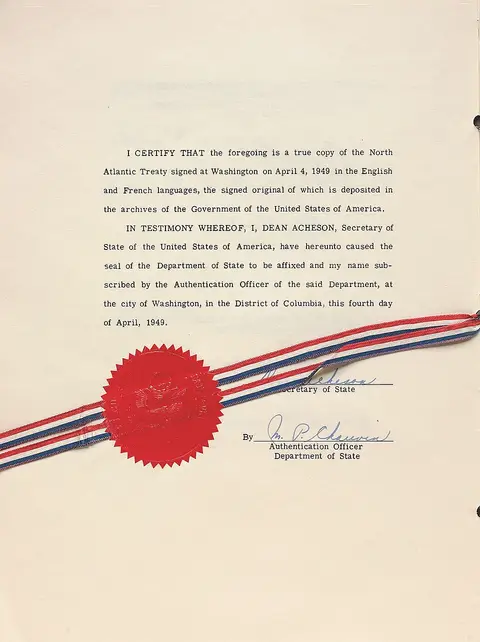 I CERTIFY THAT the foregoing is a true copy of the North
Atlantic Treaty signed at Washington on April 4, 1949 in the English
and French languages, the signed original of which is deposited in
the archives of the Government of the United States of America.
IN TESTIMONY WHEREOF, I, DEAN ACHESON, Secretary of
State of the United States of America, have hereunto caused the
seal of the Department of State to be affixed and my name sub-
scribed by the Authentication Officer of the said Department, at
the city of Washington, in the District of Columbia, this fourth day
of April, 1949.
Acheson
Secretary of State
By M. P. Chauvin
Authentication Officer
Department of State